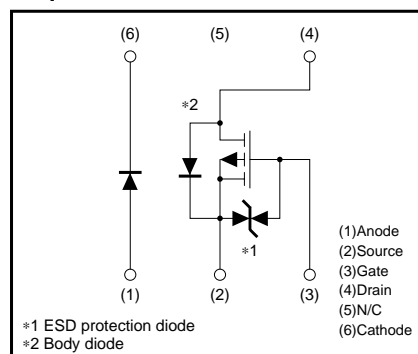 (6) (5) (4)
∗2
∗1
(1) (2) (3)
(1)Anode
(2)Source
(3)Gate
(4)Drain
(5)N/C
(6)Cathode
∗1 ESD protection diode
∗2 Body diode